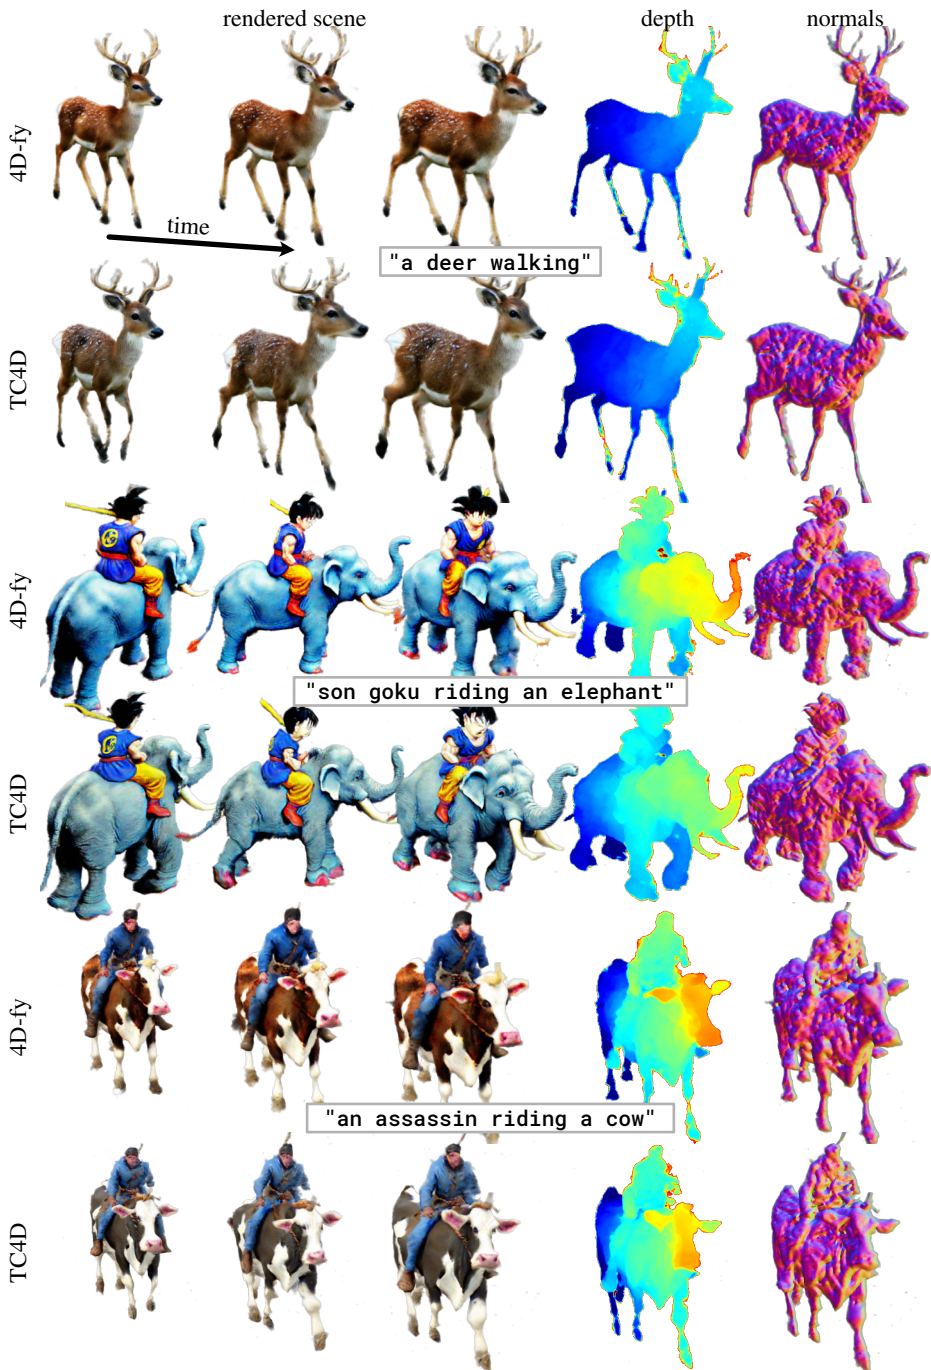 rendered scene
depth
normals
4D-fy
time
"a deer walking"
TC4D
4D-fy
"son goku riding an elephant"
TC4D
4D-fy
"an assassin riding a cow"
TC4D